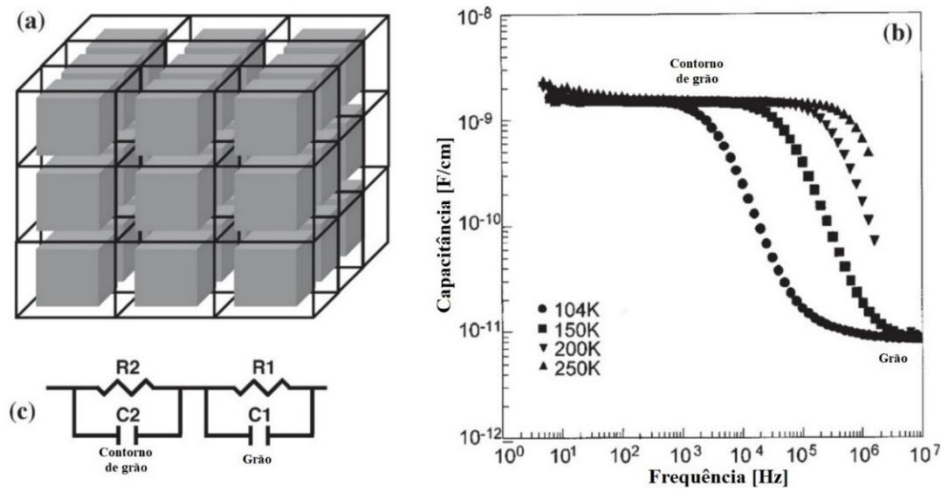 (a)
(b)
10⁻⁸
Contorno
de grão
10⁻⁹
Capacitância [F/cm]
10⁻¹⁰
104K
150K
200K
250K
10⁻¹¹
Grão
10⁻¹²
10⁰ 10¹ 10² 10³ 10⁴ 10⁵ 10⁶ 10⁷
Frequência [Hz]
(c)
R2 R1
C2 C1
Contorno
de grão
Grão